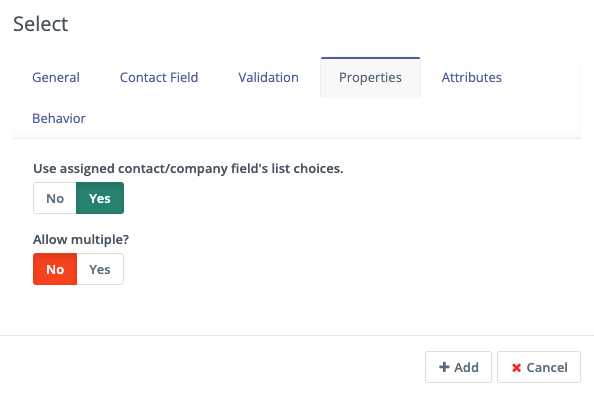 Select
General Contact Field Validation Properties Attributes
Behavior
Use assigned contact/company field's list choices.
No Yes
Allow multiple?
No Yes
Add Cancel